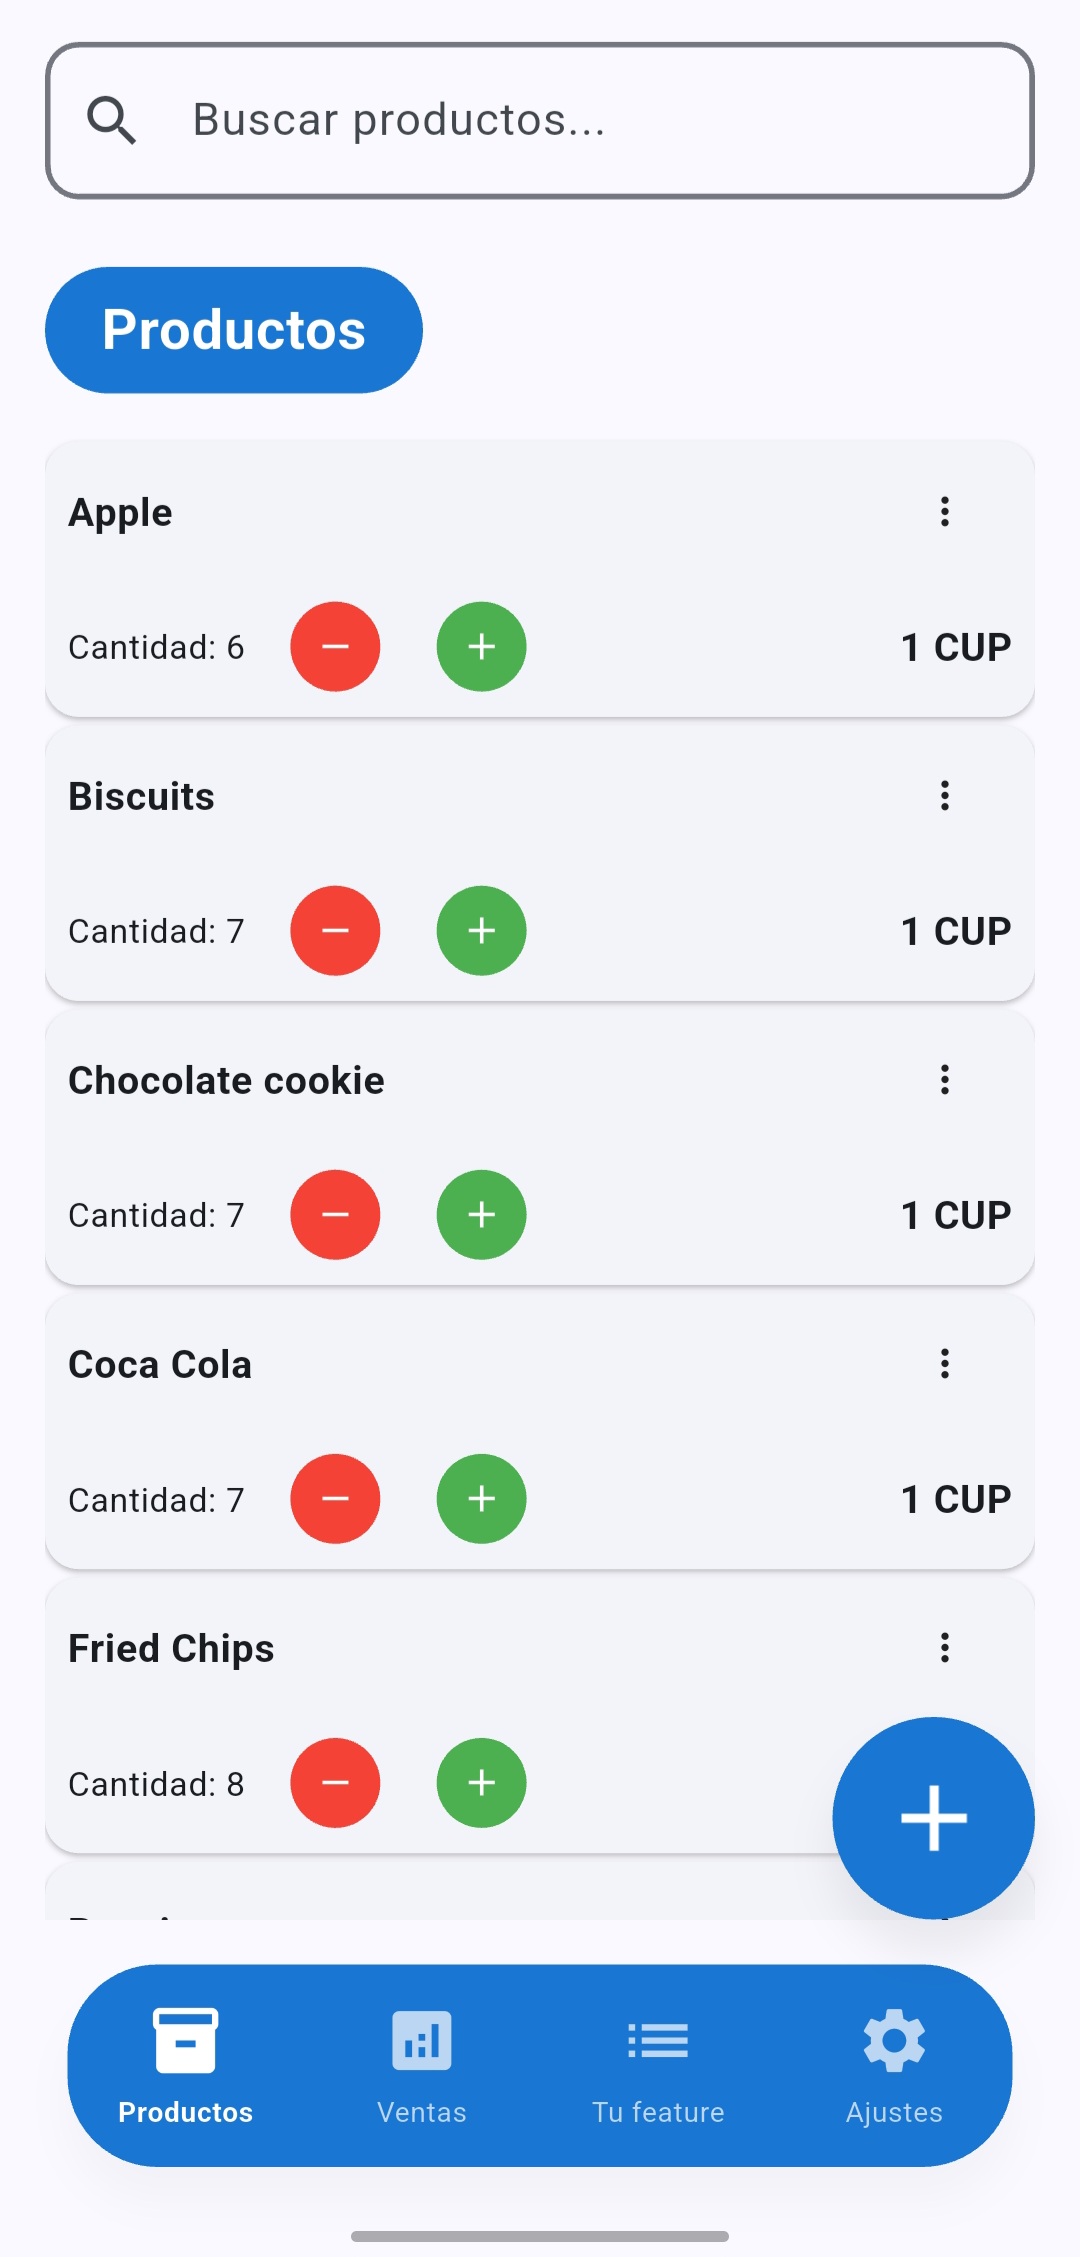 Buscar productos...
Productos
Apple
Cantidad: 6
1 CUP
Biscuits
Cantidad: 7
1 CUP
Chocolate cookie
Cantidad: 7
1 CUP
Coca Cola
Cantidad: 7
1 CUP
Fried Chips
Cantidad: 8
Productos
Ventas
Tu feature
Ajustes